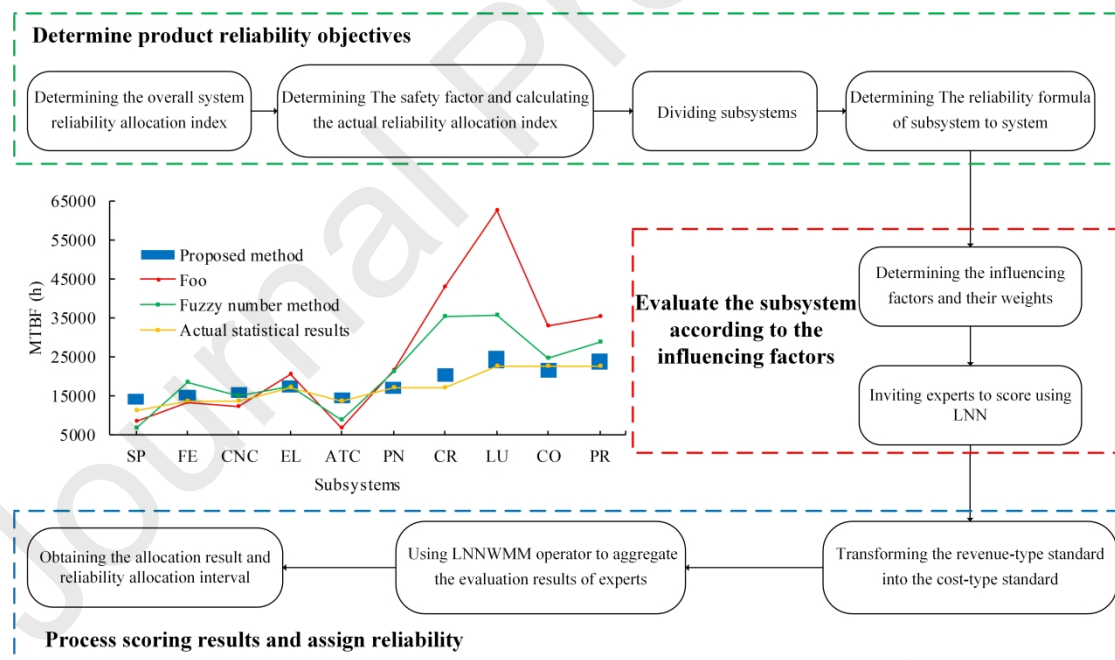 Determine product reliability objectives
Determining the overall system
reliability allocation index
Determining The safety factor and calculating
the actual reliability allocation index
Dividing subsystems
Determining The reliability formula
of subsystem to system
65000
55000
45000
35000
25000
15000
5000
MTBF (h)
Proposed method
Foo
Fuzzy number method
Actual statistical results
SP FE CNC EL ATC PN CR LU CO PR
Subsystems
Evaluate the subsystem
according to the
influencing factors
Determining the influencing
factors and their weights
Inviting experts to score using
LNN
Transforming the revenue-type standard
into the cost-type standard
Using LNNWMM operator to aggregate
the evaluation results of experts
Obtaining the allocation result and
reliability allocation interval
Process scoring results and assign reliability
Journal Pr